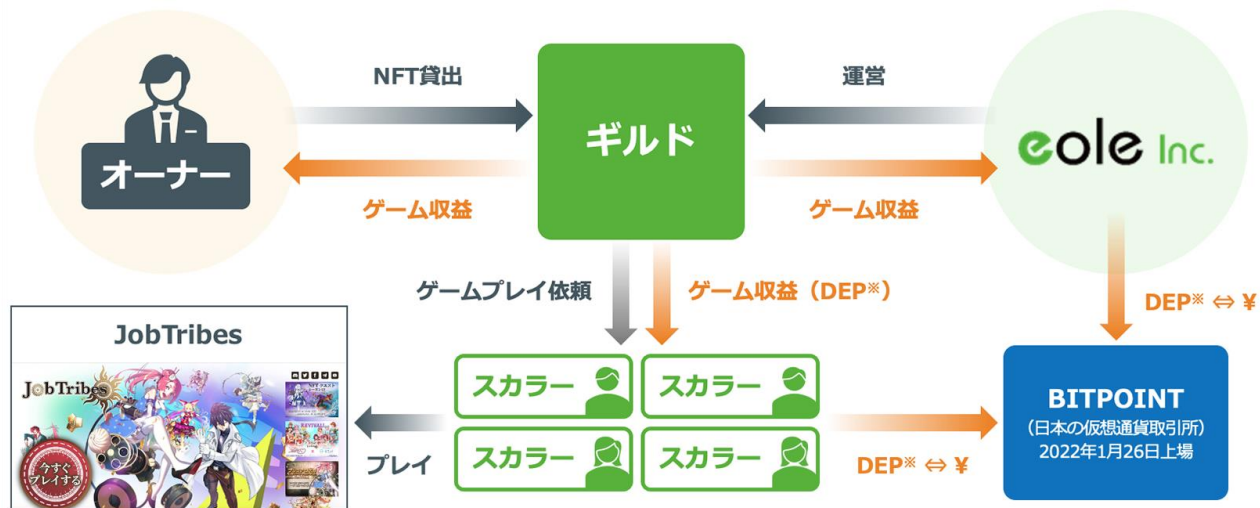 NFT貸出
運営
オーナー
ギルド
eole Inc.
ゲーム収益
ゲーム収益
ゲームプレイ依頼
ゲーム収益(DEP※)
DEP※ ⇔ ¥
JobTribes
JobTribes
今すぐ
プレイする
スカラー
スカラー
スカラー
スカラー
プレイ
DEP※ ⇔ ¥
BITPOINT
(日本の仮想通貨取引所)
2022年1月26日上場